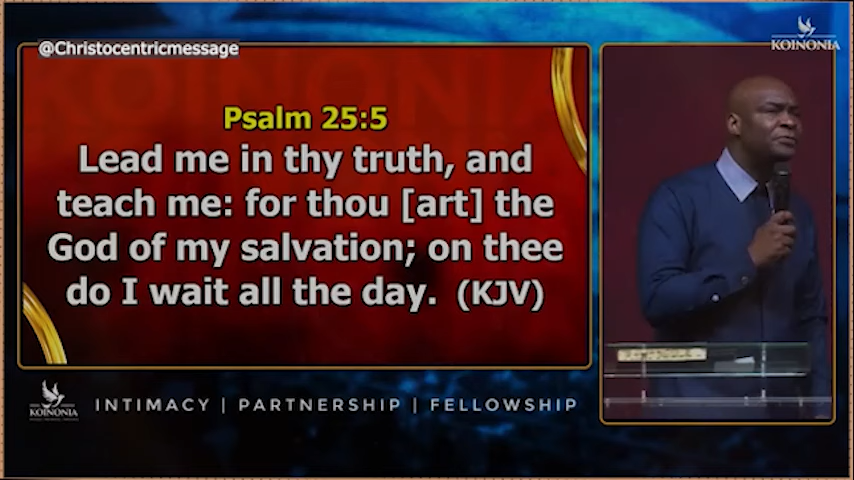 @Christocentricmessage
KOINONIA
Psalm 25:5
Lead me in thy truth, and
teach me: for thou [art] the
God of my salvation; on thee
do I wait all the day. (KJV)
KOINONIA
INTIMACY | PARTNERSHIP | FELLOWSHIP